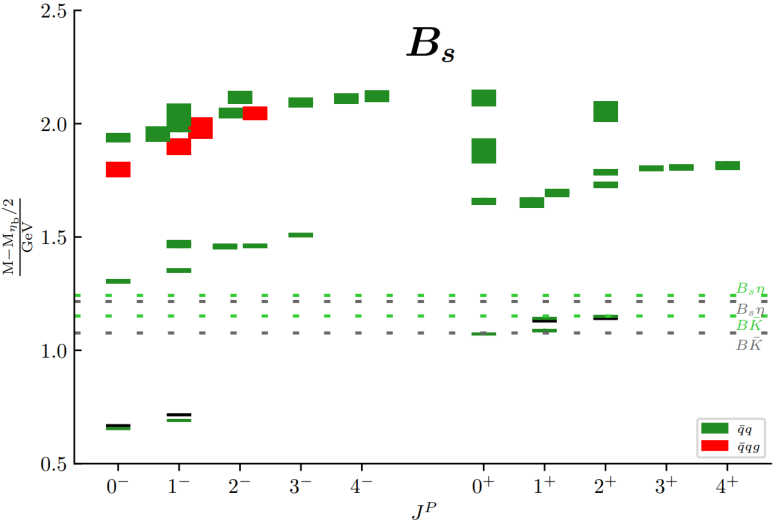 B_s
2.5
2.0
1.5
1.0
0.5
M−M_{η_b}/2
GeV
B_sη
B_sη
BK̄
BK̄
q̄q
q̄qg
0⁻ 1⁻ 2⁻ 3⁻ 4⁻ 0⁺ 1⁺ 2⁺ 3⁺ 4⁺
J^P